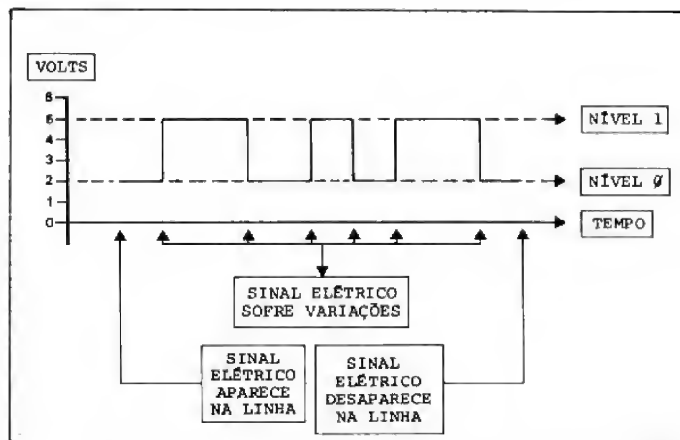 VOLTS
6
5
4
3
2
1
0
NÍVEL 1
NÍVEL Ø
TEMPO
SINAL ELÉTRICO
SOFRE VARIAÇÕES
SINAL
ELÉTRICO
APARECE
NA LINHA
SINAL
ELÉTRICO
DESAPARECE
NA LINHA